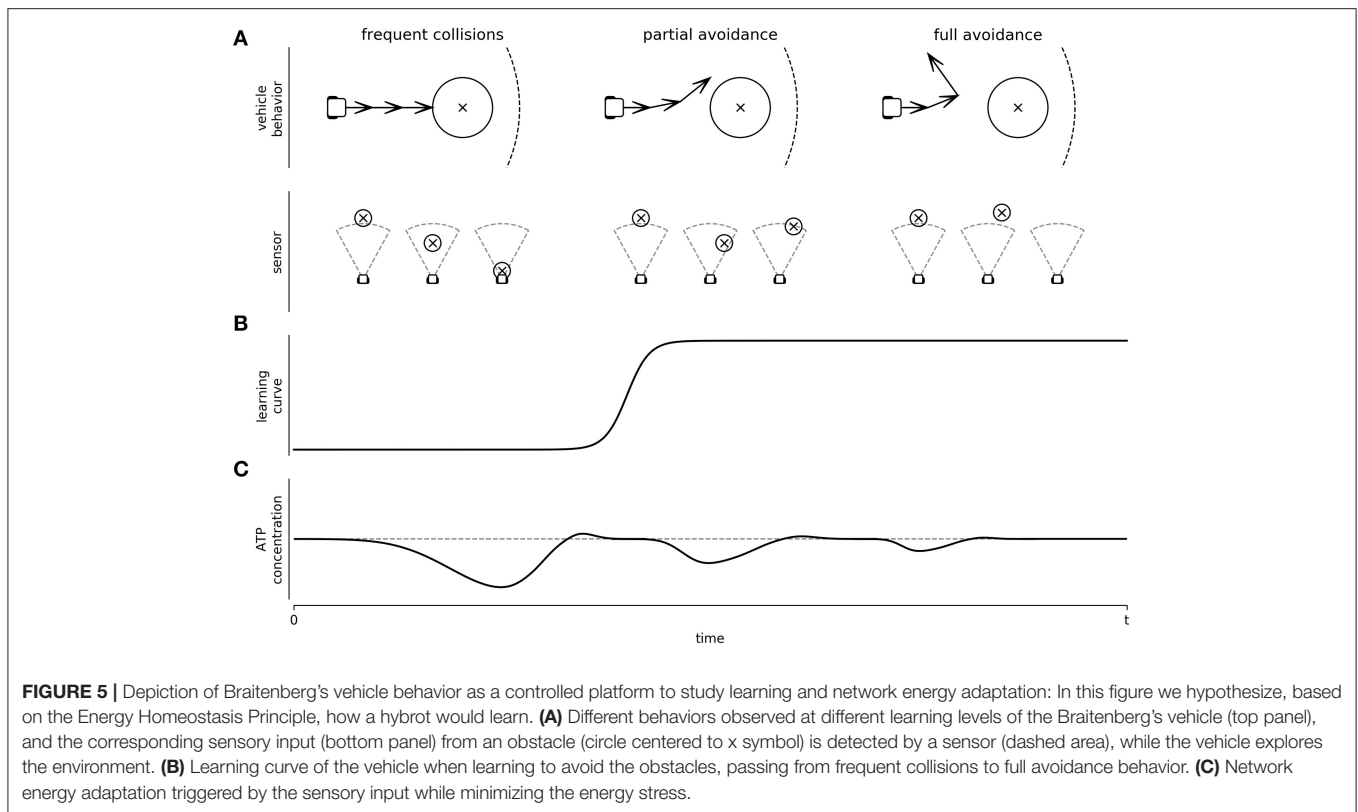 A
frequent collisions
partial avoidance
full avoidance
vehicle
behavior
sensor
B
learning
curve
C
ATP
concentration
0
t
time
FIGURE 5 | Depiction of Braitenberg's vehicle behavior as a controlled platform to study learning and network energy adaptation: In this figure we hypothesize, based
on the Energy Homeostasis Principle, how a hybrot would learn. (A) Different behaviors observed at different learning levels of the Braitenberg's vehicle (top panel),
and the corresponding sensory input (bottom panel) from an obstacle (circle centered to x symbol) is detected by a sensor (dashed area), while the vehicle explores
the environment. (B) Learning curve of the vehicle when learning to avoid the obstacles, passing from frequent collisions to full avoidance behavior. (C) Network
energy adaptation triggered by the sensory input while minimizing the energy stress.